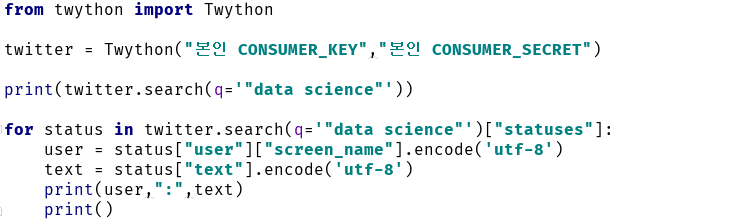 from twython import Twython
twitter = Twython("본인 CONSUMER_KEY","본인 CONSUMER_SECRET")
print(twitter.search(q='"data science"'))
for status in twitter.search(q='"data science"')["statuses"]:
    user = status["user"]["screen_name"].encode('utf-8')
    text = status["text"].encode('utf-8')
    print(user,":",text)
    print()